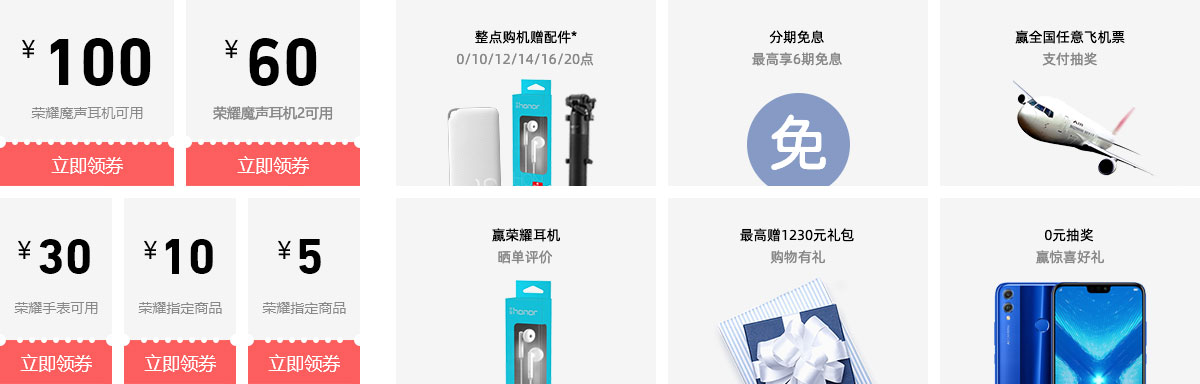 ¥ 100
荣耀魔声耳机可用
立即领券
¥ 60
荣耀魔声耳机2可用
立即领券
整点购机赠配件*
0/10/12/14/16/20点
honor
分期免息
最高享6期免息
免
赢全国任意飞机票
支付抽奖
¥ 30
荣耀手表可用
立即领券
¥ 10
荣耀指定商品
立即领券
¥ 5
荣耀指定商品
立即领券
赢荣耀耳机
晒单评价
honor
最高赠1230元礼包
购物有礼
0元抽奖
赢惊喜好礼